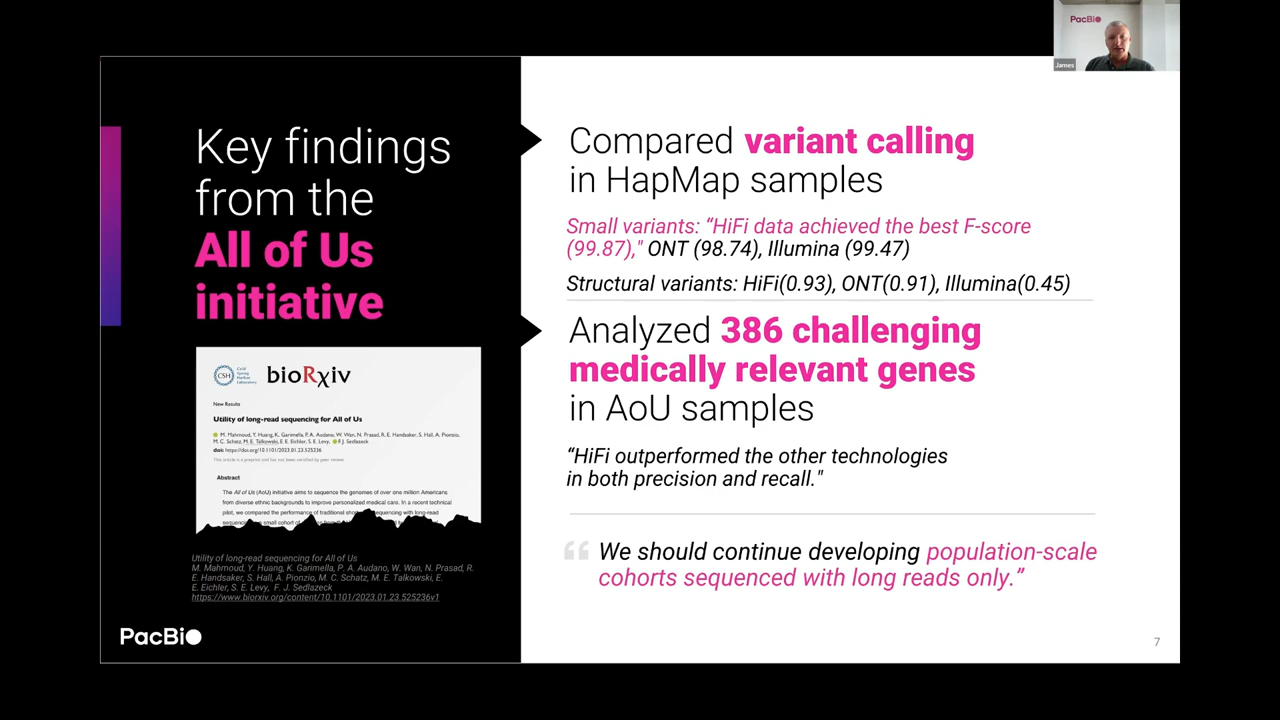 PacBio
James
Key findings
from the
All of Us
initiative
CSH
Cold
Spring
Harbor
Laboratory
bioRxiv
New Results
Utility of long-read sequencing for All of Us
M. Mahmoud, Y. Huang, K. Garimella, P. A. Audano, W. Wan, N. Prasad, R. E. Handsaker, S. Hall, A. Pionzio,
M. C. Schatz, M. E. Talkowski, E. E. Eichler, S. E. Levy, F. J. Sedlazeck
doi: https://doi.org/10.1101/2023.01.23.525236
This article is a preprint and has not been certified by peer review
Abstract
The All of Us (AoU) initiative aims to sequence the genomes of over one million Americans
from diverse ethnic backgrounds to improve personalized medical care. In a recent technical
pilot, we compared the performance of traditional short sequencing with long-read
small cohort of
Utility of long-read sequencing for All of Us
M. Mahmoud, Y. Huang, K. Garimella, P. A. Audano, W. Wan, N. Prasad, R.
E. Handsaker, S. Hall, A. Pionzio, M. C. Schatz, M. E. Talkowski, E.
E. Eichler, S. E. Levy, F. J. Sedlazeck
https://www.biorxiv.org/content/10.1101/2023.01.23.525236v1
PacBio
Compared variant calling
in HapMap samples
Small variants: “HiFi data achieved the best F-score
(99.87)," ONT (98.74), Illumina (99.47)
Structural variants: HiFi(0.93), ONT(0.91), Illumina(0.45)
Analyzed 386 challenging
medically relevant genes
in AoU samples
“HiFi outperformed the other technologies
in both precision and recall."
“We should continue developing population-scale
cohorts sequenced with long reads only.”
7